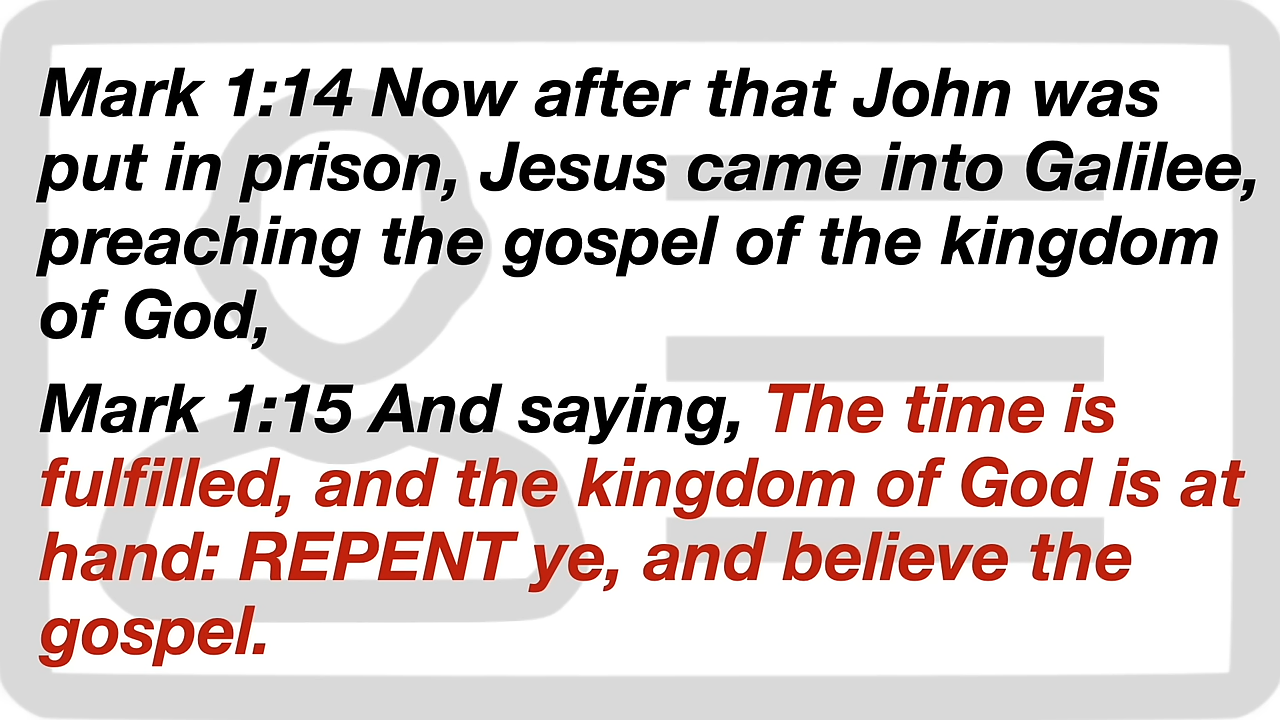 Mark 1:14 Now after that John was
put in prison, Jesus came into Galilee,
preaching the gospel of the kingdom
of God,
Mark 1:15 And saying, The time is
fulfilled, and the kingdom of God is at
hand: REPENT ye, and believe the
gospel.